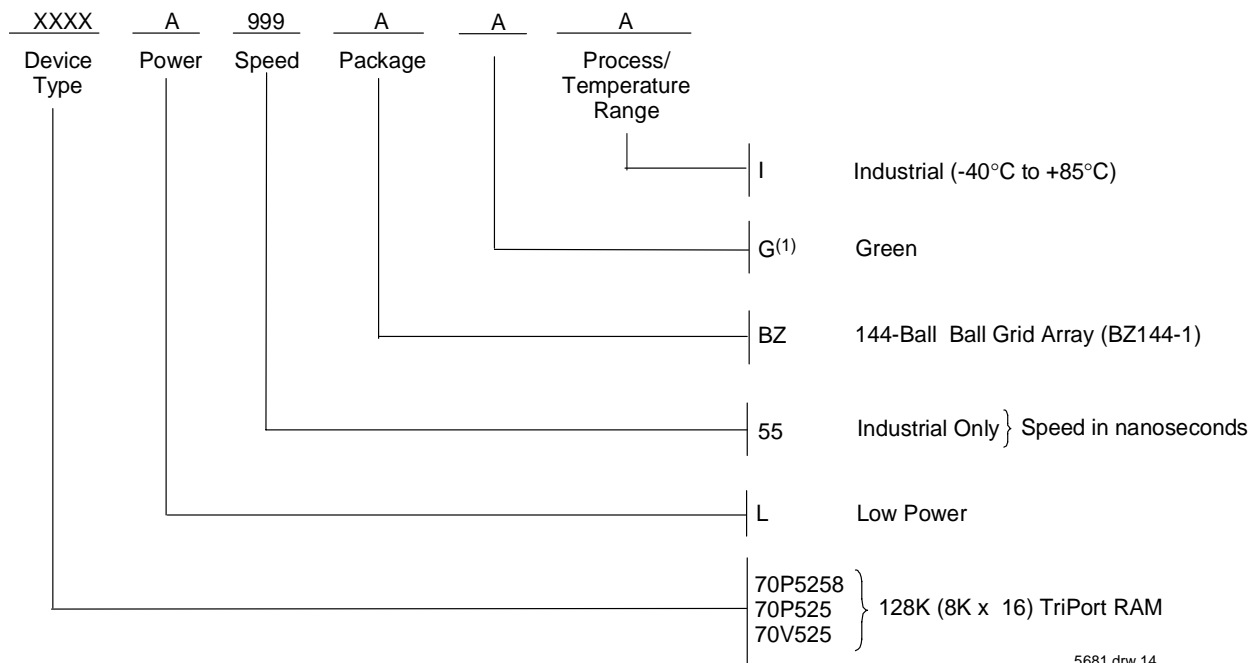 XXXX A 999 A A A
Device Type Power Speed Package Process/ Temperature Range
I Industrial (-40°C to +85°C)
G(1) Green
BZ 144-Ball Ball Grid Array (BZ144-1)
55 Industrial Only } Speed in nanoseconds
L Low Power
70P5258
70P525 } 128K (8K x 16) TriPort RAM
70V525
5681 drw 14